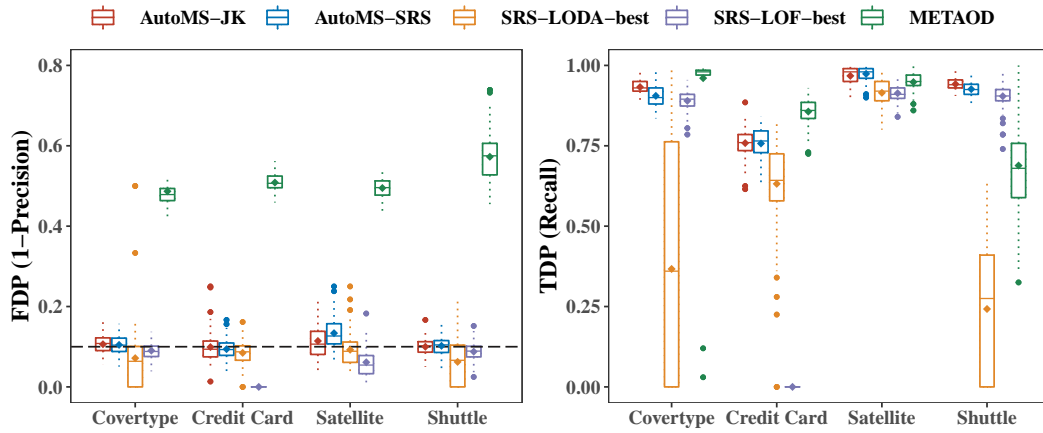 AutoMS−JK AutoMS−SRS SRS−LODA−best SRS−LOF−best METAOD
FDP (1−Precision)
0.8
0.6
0.4
0.2
0.0
Covertype Credit Card Satellite Shuttle
TDP (Recall)
1.00
0.75
0.50
0.25
0.00
Covertype Credit Card Satellite Shuttle